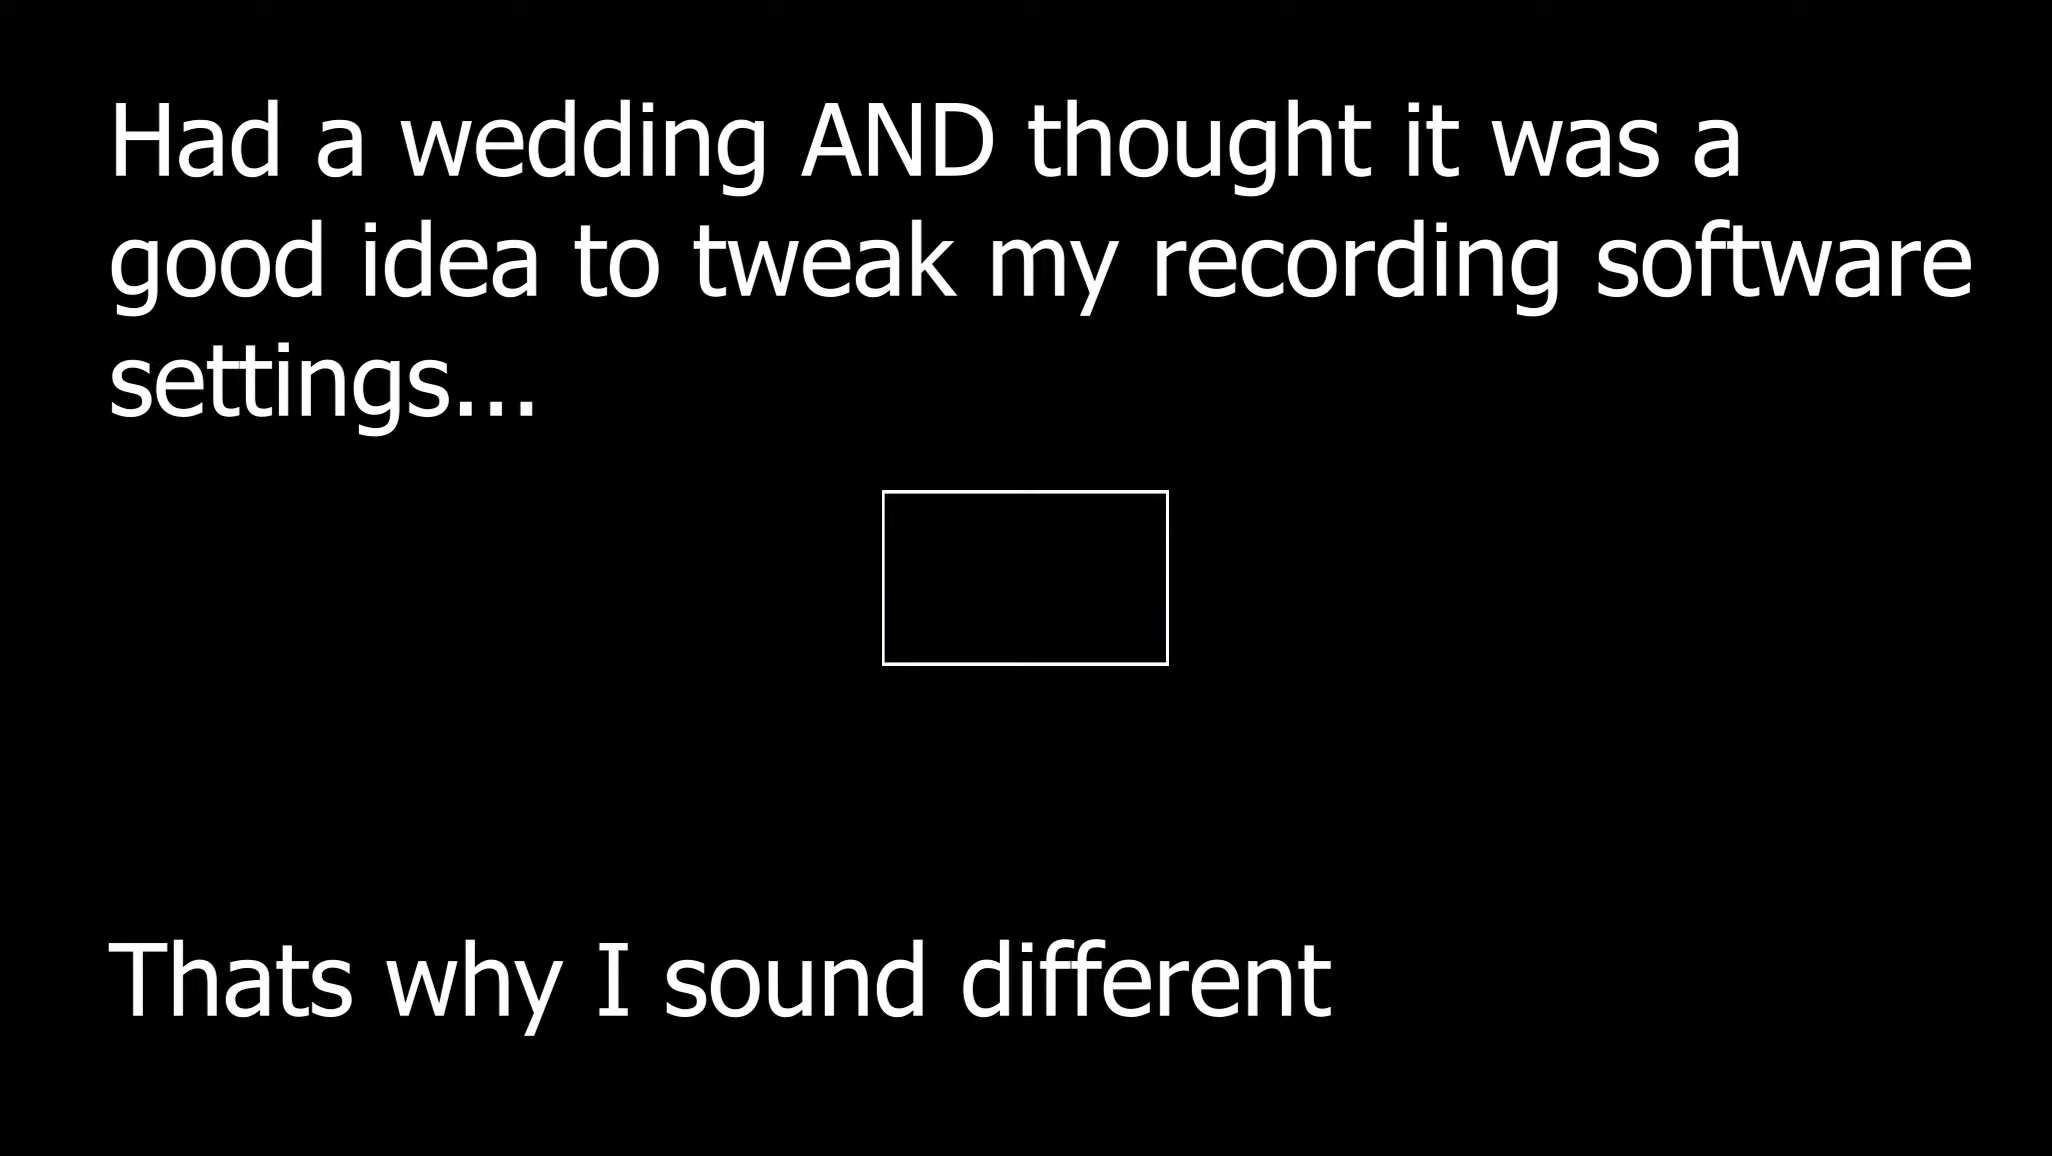 Had a wedding AND thought it was a
good idea to tweak my recording software
settings...
Thats why I sound different